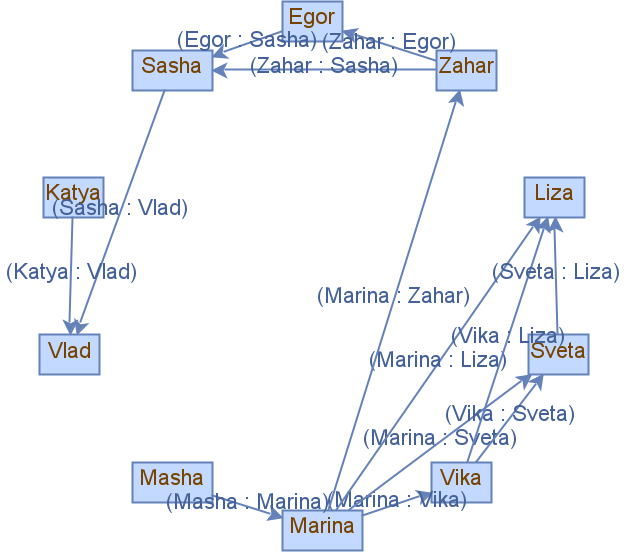 Egor
(Egor : Sasha)
(Zahar : Egor)
Sasha
(Zahar : Sasha)
Zahar
Katya
(Sasha : Vlad)
Liza
(Katya : Vlad)
(Sveta : Liza)
(Marina : Zahar)
(Vika : Liza)
Vlad
(Marina : Liza)
Sveta
(Vika : Sveta)
(Marina : Sveta)
Masha
Vika
(Masha : Marina)
(Marina : Vika)
Marina